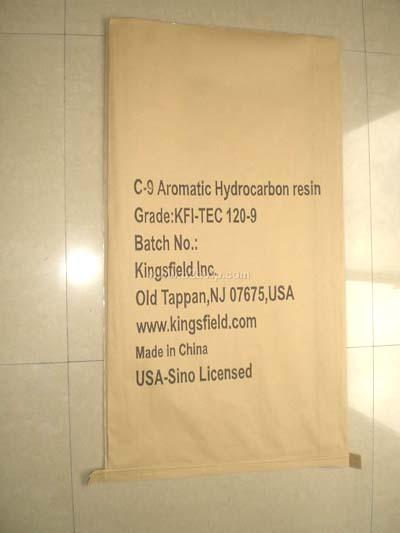 C-9 Aromatic Hydrocarbon resin
Grade:KFI-TEC 120-9
Batch No.:
Kingsfield Inc
Old Tappan,NJ 07675,USA
www.kingsfield.com
Made in China
USA-Sino Licensed